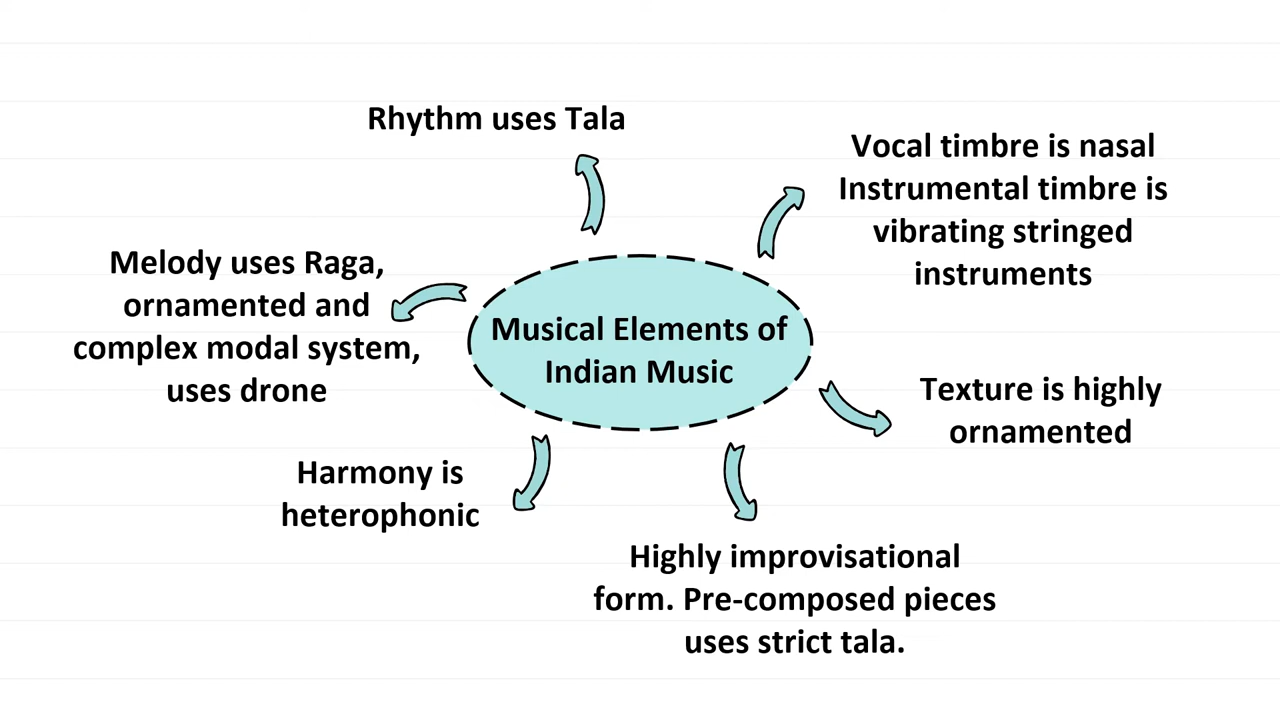 Rhythm uses Tala
Vocal timbre is nasal
Instrumental timbre is
vibrating stringed
instruments
Melody uses Raga,
ornamented and
complex modal system,
uses drone
Musical Elements of
Indian Music
Texture is highly
ornamented
Harmony is
heterophonic
Highly improvisational
form. Pre-composed pieces
uses strict tala.